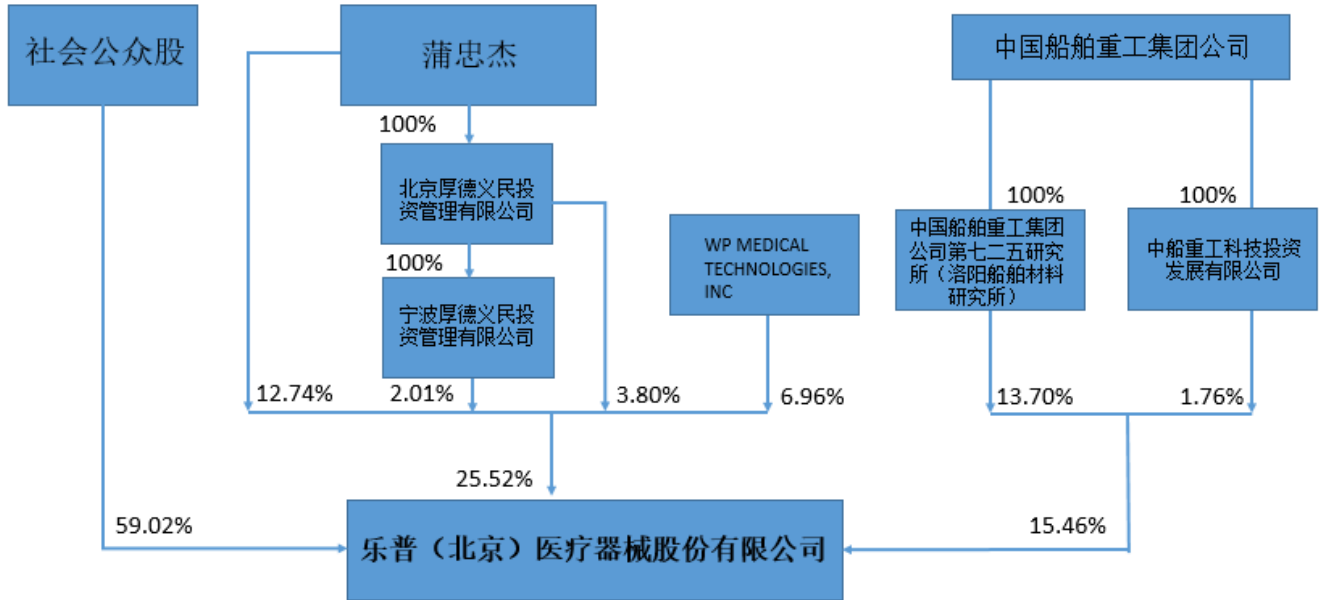 社会公众股
蒲忠杰
中国船舶重工集团公司
100%
北京厚德义民投
资管理有限公司
100%
宁波厚德义民投
资管理有限公司
WP MEDICAL
TECHNOLOGIES,
INC
100%
100%
中国船舶重工集团
公司第七二五研究
所（洛阳船舶材料
研究所）
中船重工科技投资
发展有限公司
12.74%
2.01%
3.80%
6.96%
13.70%
1.76%
25.52%
59.02%
15.46%
乐普（北京）医疗器械股份有限公司